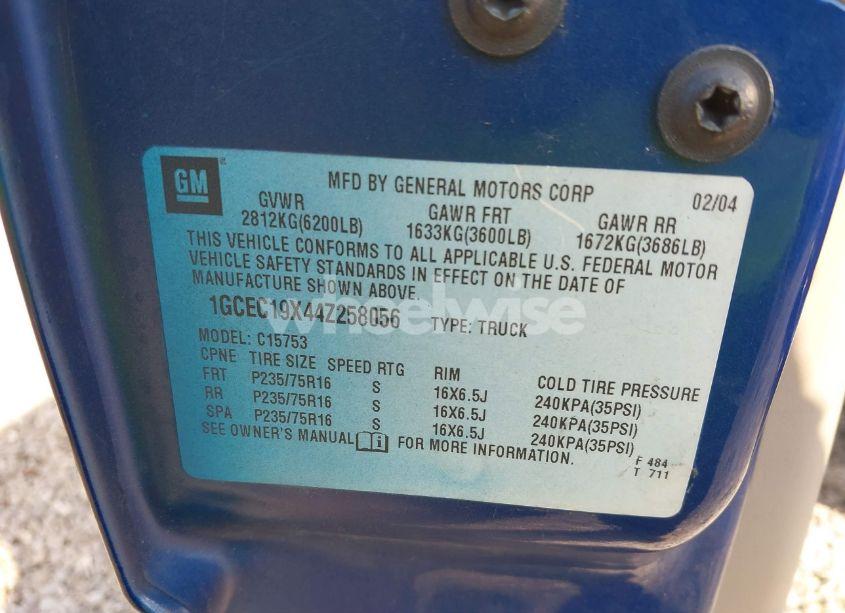 GM
MFD BY GENERAL MOTORS CORP 02/04
GVWR GAWR FRT GAWR RR
2812KG(6200LB) 1633KG(3600LB) 1672KG(3686LB)
THIS VEHICLE CONFORMS TO ALL APPLICABLE U.S. FEDERAL MOTOR
VEHICLE SAFETY STANDARDS IN EFFECT ON THE DATE OF
MANUFACTURE SHOWN ABOVE.
1GCEC19X44Z258056 TYPE: TRUCK
wheelwise
MODEL: C15753
CPNE TIRE SIZE SPEED RTG RIM COLD TIRE PRESSURE
FRT P235/75R16 S 16X6.5J 240KPA(35PSI)
RR P235/75R16 S 16X6.5J 240KPA(35PSI)
SPA P235/75R16 S 16X6.5J 240KPA(35PSI)
SEE OWNER'S MANUAL FOR MORE INFORMATION.
F 484
T 711